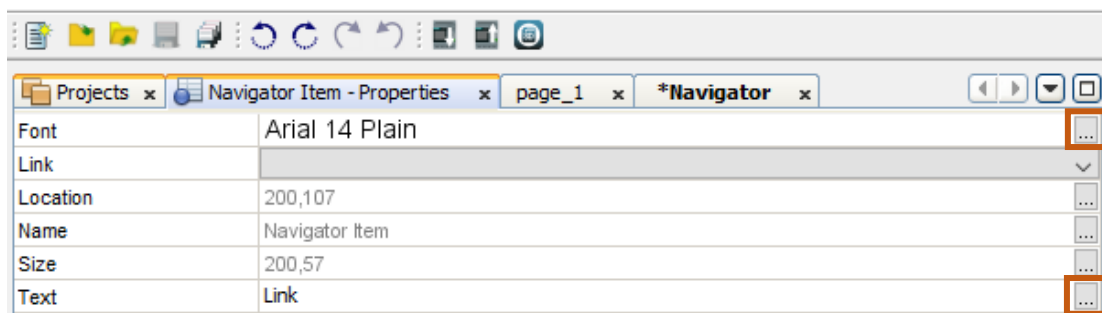 Projects x Navigator Item - Properties x page_1 x *Navigator x
Font Arial 14 Plain ...
Link
Location 200,107 ...
Name Navigator Item ...
Size 200,57 ...
Text Link ...